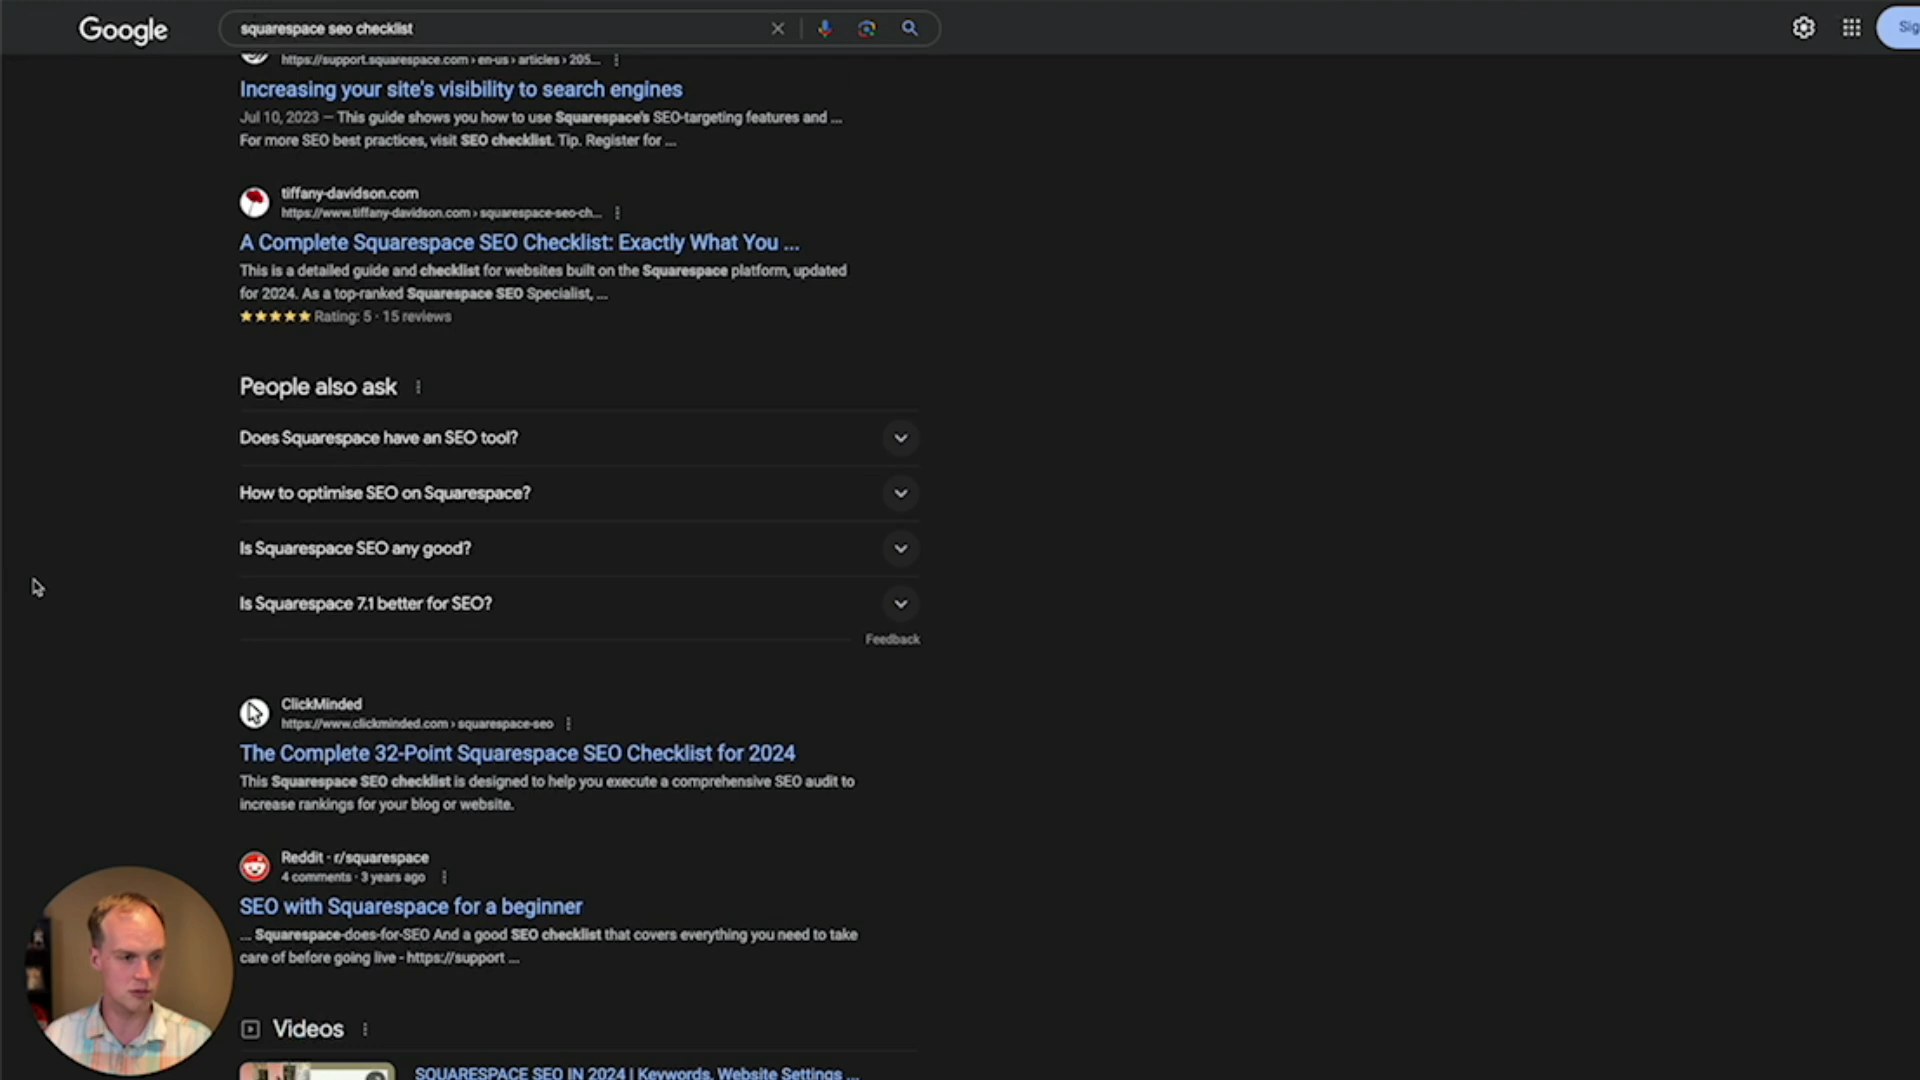 Google
squarespace seo checklist
https://support.squarespace.com › en-us › articles › 205...
Increasing your site's visibility to search engines
Jul 10, 2023 — This guide shows you how to use Squarespace's SEO-targeting features and ...
For more SEO best practices, visit SEO checklist. Tip. Register for ...
tiffany-davidson.com
https://www.tiffany-davidson.com › squarespace-seo-ch...
A Complete Squarespace SEO Checklist: Exactly What You ...
This is a detailed guide and checklist for websites built on the Squarespace platform, updated
for 2024. As a top-ranked Squarespace SEO Specialist, ...
Rating: 5 · 15 reviews
People also ask
Does Squarespace have an SEO tool?
How to optimise SEO on Squarespace?
Is Squarespace SEO any good?
Is Squarespace 7.1 better for SEO?
Feedback
ClickMinded
https://www.clickminded.com › squarespace-seo
The Complete 32-Point Squarespace SEO Checklist for 2024
This Squarespace SEO checklist is designed to help you execute a comprehensive SEO audit to
increase rankings for your blog or website.
Reddit · r/squarespace
4 comments · 3 years ago
SEO with Squarespace for a beginner
... Squarespace-does-for-SEO And a good SEO checklist that covers everything you need to take
care of before going live - https://support ...
Videos
SQUARESPACE SEO IN 2024 | Keywords, Website Settings ...